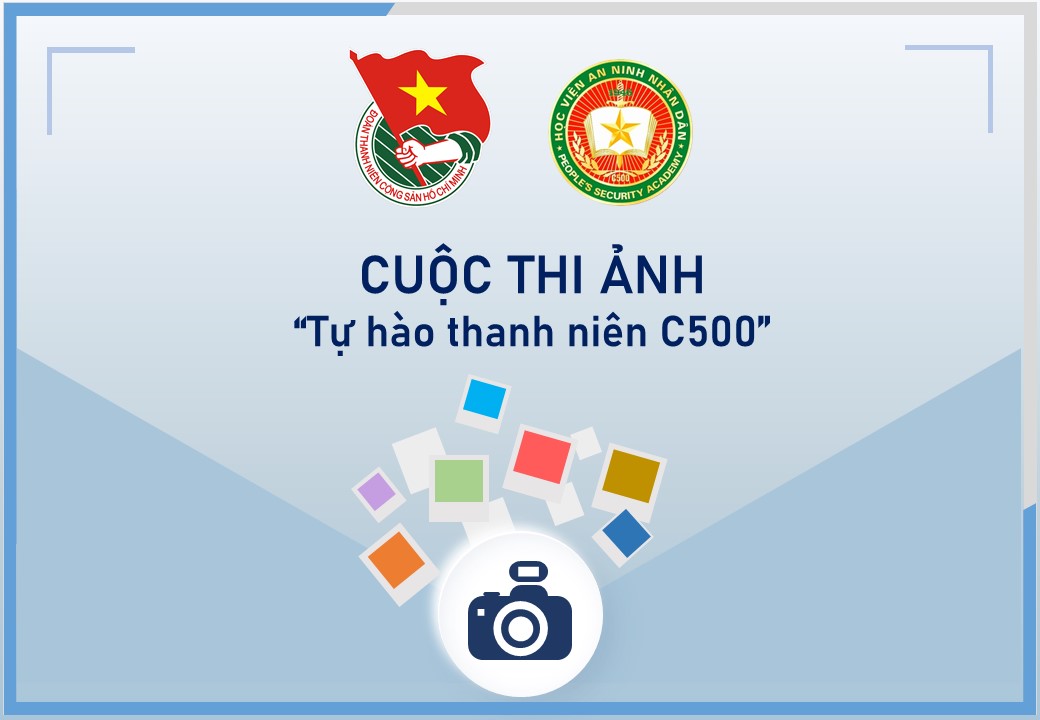 ĐOÀN THANH NIÊN CỘNG SẢN HỒ CHÍ MINH
HỌC VIỆN AN NINH NHÂN DÂN
1946
C500
PEOPLE'S SECURITY ACADEMY
CUỘC THI ẢNH
“Tự hào thanh niên C500”